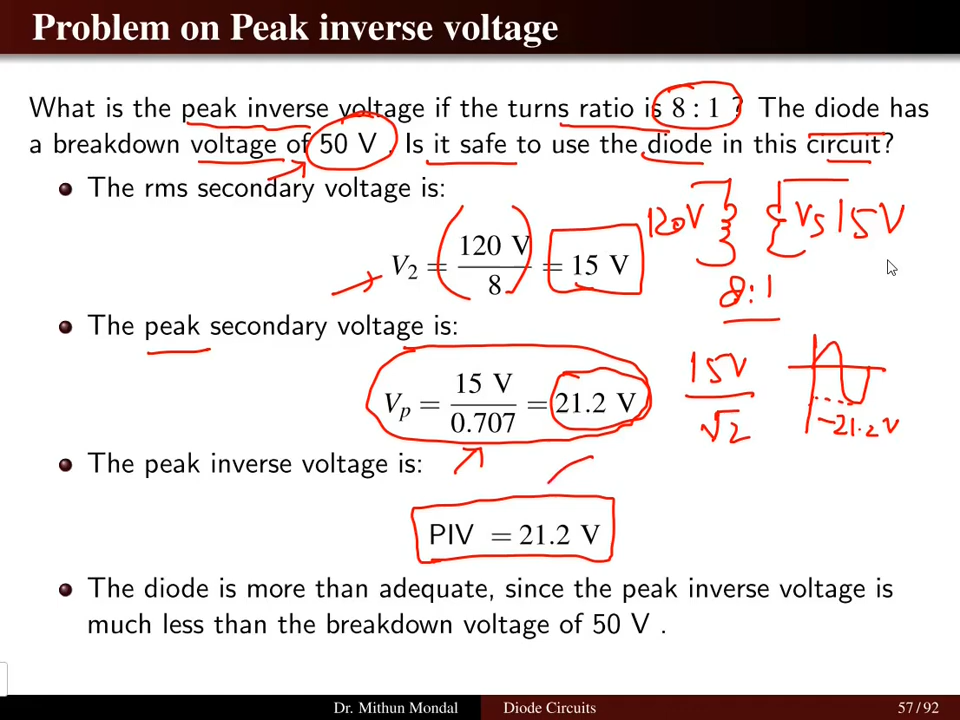 Problem on Peak inverse voltage
What is the peak inverse voltage if the turns ratio is 8 : 1 ? The diode has
a breakdown voltage of 50 V . Is it safe to use the diode in this circuit?
The rms secondary voltage is:
V₂ = 120 V / 8 = 15 V
120V
VS 15V
8:1
The peak secondary voltage is:
Vₚ = 15 V / 0.707 = 21.2 V
15V / √2
-21.2V
The peak inverse voltage is:
PIV = 21.2 V
The diode is more than adequate, since the peak inverse voltage is
much less than the breakdown voltage of 50 V .
Dr. Mithun Mondal Diode Circuits 57 / 92